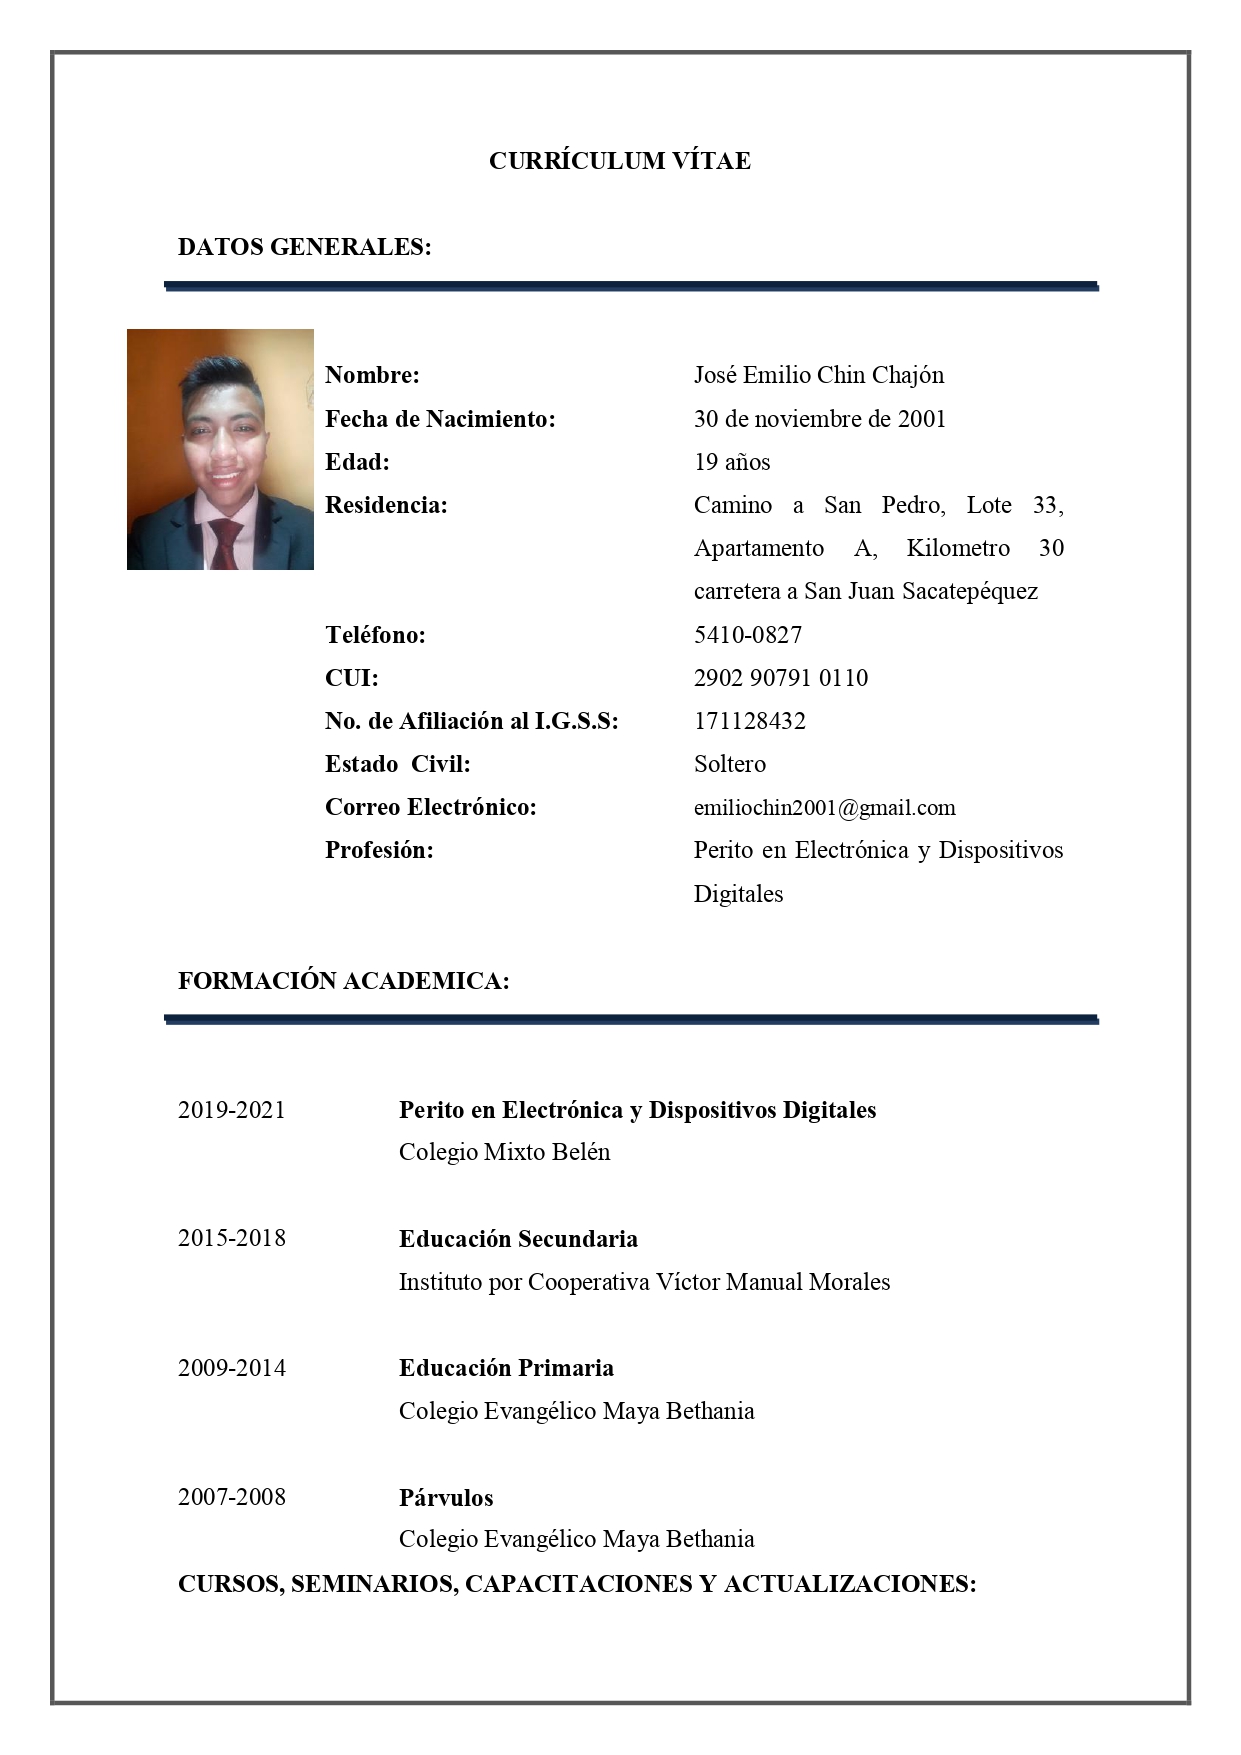 CURRÍCULUM VÍTAE
DATOS GENERALES:
Nombre: José Emilio Chin Chajón
Fecha de Nacimiento: 30 de noviembre de 2001
Edad: 19 años
Residencia: Camino a San Pedro, Lote 33,
Apartamento A, Kilometro 30
carretera a San Juan Sacatepéquez
Teléfono: 5410-0827
CUI: 2902 90791 0110
No. de Afiliación al I.G.S.S: 171128432
Estado Civil: Soltero
Correo Electrónico: emiliochin2001@gmail.com
Profesión: Perito en Electrónica y Dispositivos
Digitales
FORMACIÓN ACADEMICA:
2019-2021 Perito en Electrónica y Dispositivos Digitales
Colegio Mixto Belén
2015-2018 Educación Secundaria
Instituto por Cooperativa Víctor Manual Morales
2009-2014 Educación Primaria
Colegio Evangélico Maya Bethania
2007-2008 Párvulos
Colegio Evangélico Maya Bethania
CURSOS, SEMINARIOS, CAPACITACIONES Y ACTUALIZACIONES: